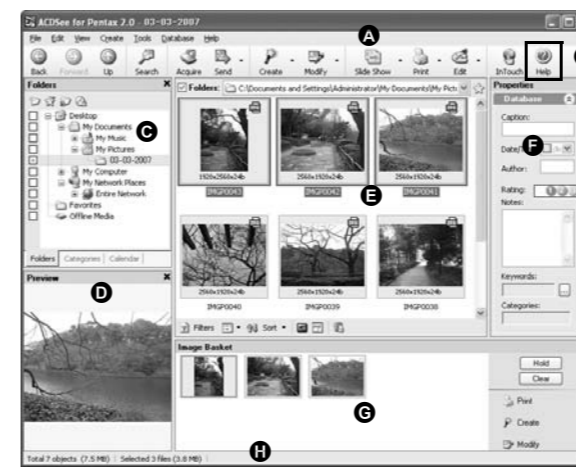 ACDSee for Pentax 2.0 - 03-03-2007
File Edit View Create Tools Database Help
A
Back Forward Up Search Acquire Send Create Modify Slide Show Print Edit InTouch Help
Folders
Desktop
My Documents
My Music
My Pictures
03-03-2007
My Computer
My Network Places
Entire Network
Favorites
Offline Media
C
Folders Categories Calendar
Preview
D
Folders: C:\Documents and Settings\Administrator\My Documents\My Pictu
1920x2560x24b 2560x1920x24b 2560x1920x24b
IMGP0043 IMGP0042 IMGP0041
E
2560x1920x24b 2560x1920x24b 2560x1920x24b
IMGP0040 IMGP0039 IMGP0038
Filters Sort
Image Basket
G
Properties
Database
Caption:
Date/
F
Author:
Rating:
Notes:
Keywords:
Categories:
Hold
Clear
Print
Create
Modify
Total 7 objects (7.5 MB) Selected 3 files (3.8 MB)
H